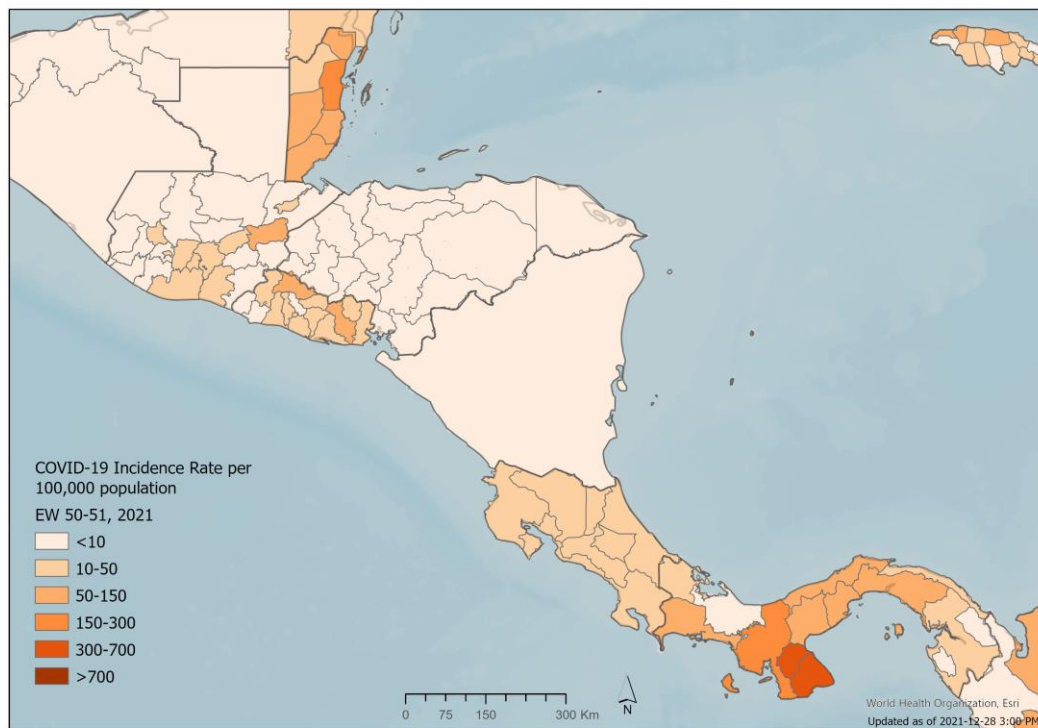 COVID-19 Incidence Rate per
100,000 population
EW 50-51, 2021
<10
10-50
50-150
150-300
300-700
>700
0 75 150 300 Km
N
World Health Organization, Esri
Updated as of 2021-12-28 3:00 PM